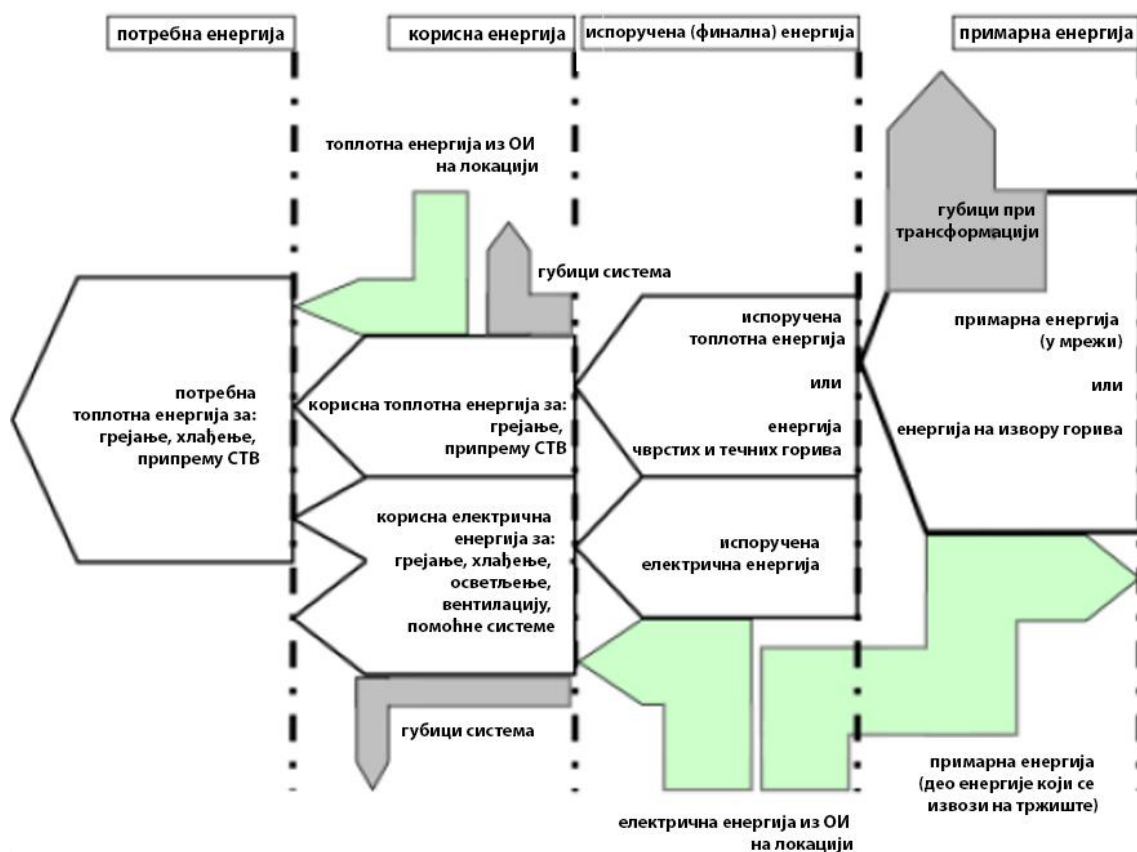 потребна енергија
корисна енергија
испоручена (финална) енергија
примарна енергија
топлотна енергија из ОИ
на локацији
губици система
губици при
трансформацији
потребна
топлотна енергија за:
грејање, хлађење,
припрему СТВ
корисна топлотна енергија за:
грејање,
припрему СТВ
испоручена
топлотна енергија
или
енергија
чврстих и течних горива
примарна енергија
(у мрежи)
или
енергија на извору горива
корисна електрична
енергија за:
грејање, хлађење,
осветљење,
вентилацију,
помоћне системе
испоручена
електрична енергија
губици система
електрична енергија из ОИ
на локацији
примарна енергија
(део енергије који се
извози на тржиште)